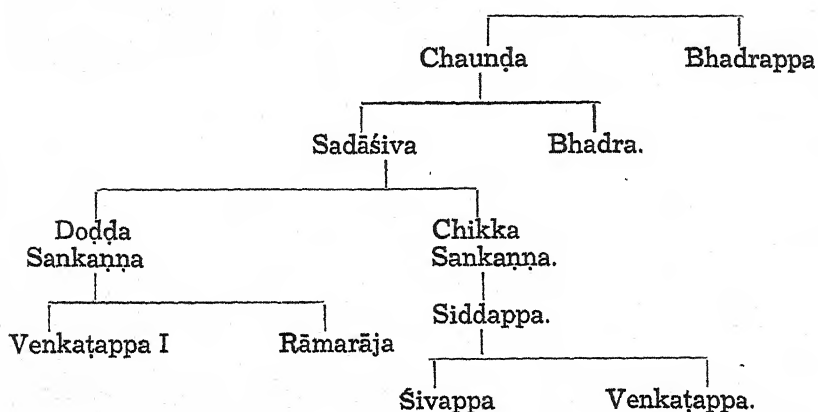 Chaunḍa Bhadrappa
Sadāśiva Bhadra.
Doḍḍa Chikka
Sankaṇṇa Sankaṇṇa.
Siddappa.
Venkaṭappa I Rāmarāja
Śivappa Venkaṭappa.